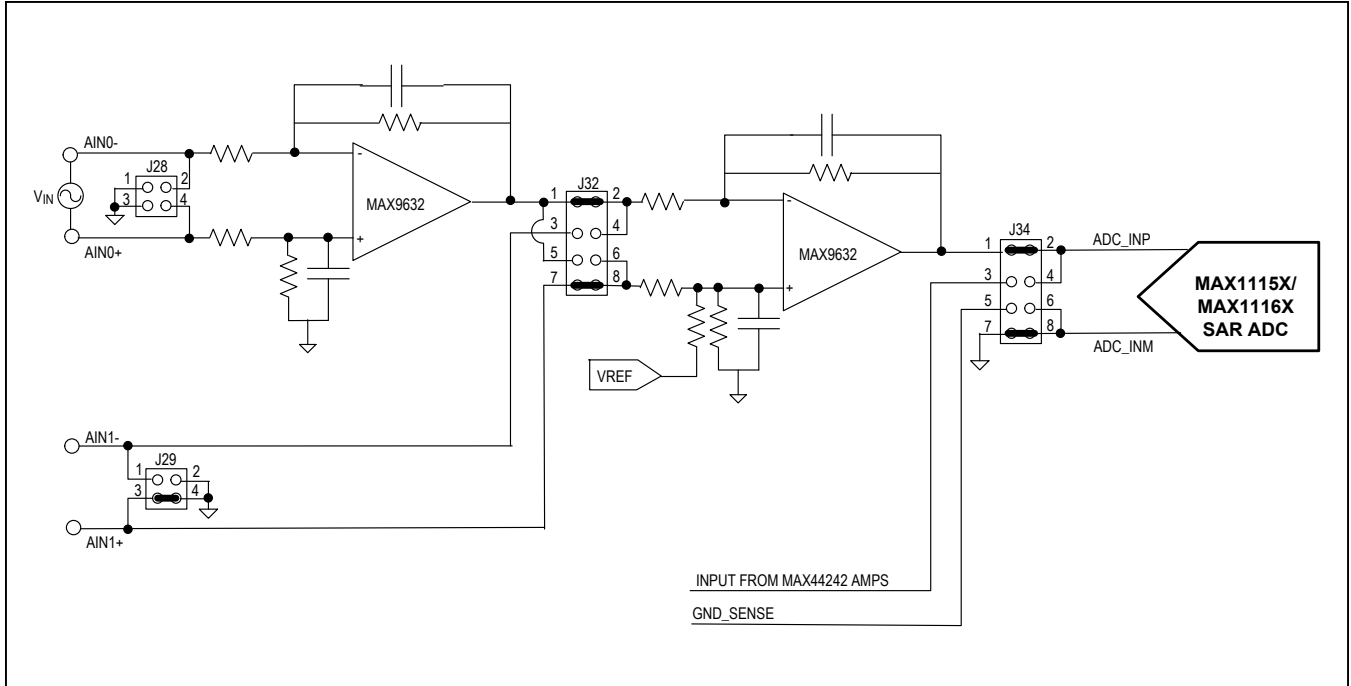 AIN0-
J28
1 2
3 4
VIN
AIN0+
-
MAX9632
+
J32
1 2
3 4
5 6
7 8
-
MAX9632
+
VREF
J34
1 2
3 4
5 6
7 8
ADC_INP
ADC_INM
MAX1115X/
MAX1116X
SAR ADC
AIN1-
J29
1 2
3 4
AIN1+
INPUT FROM MAX44242 AMPS
GND_SENSE